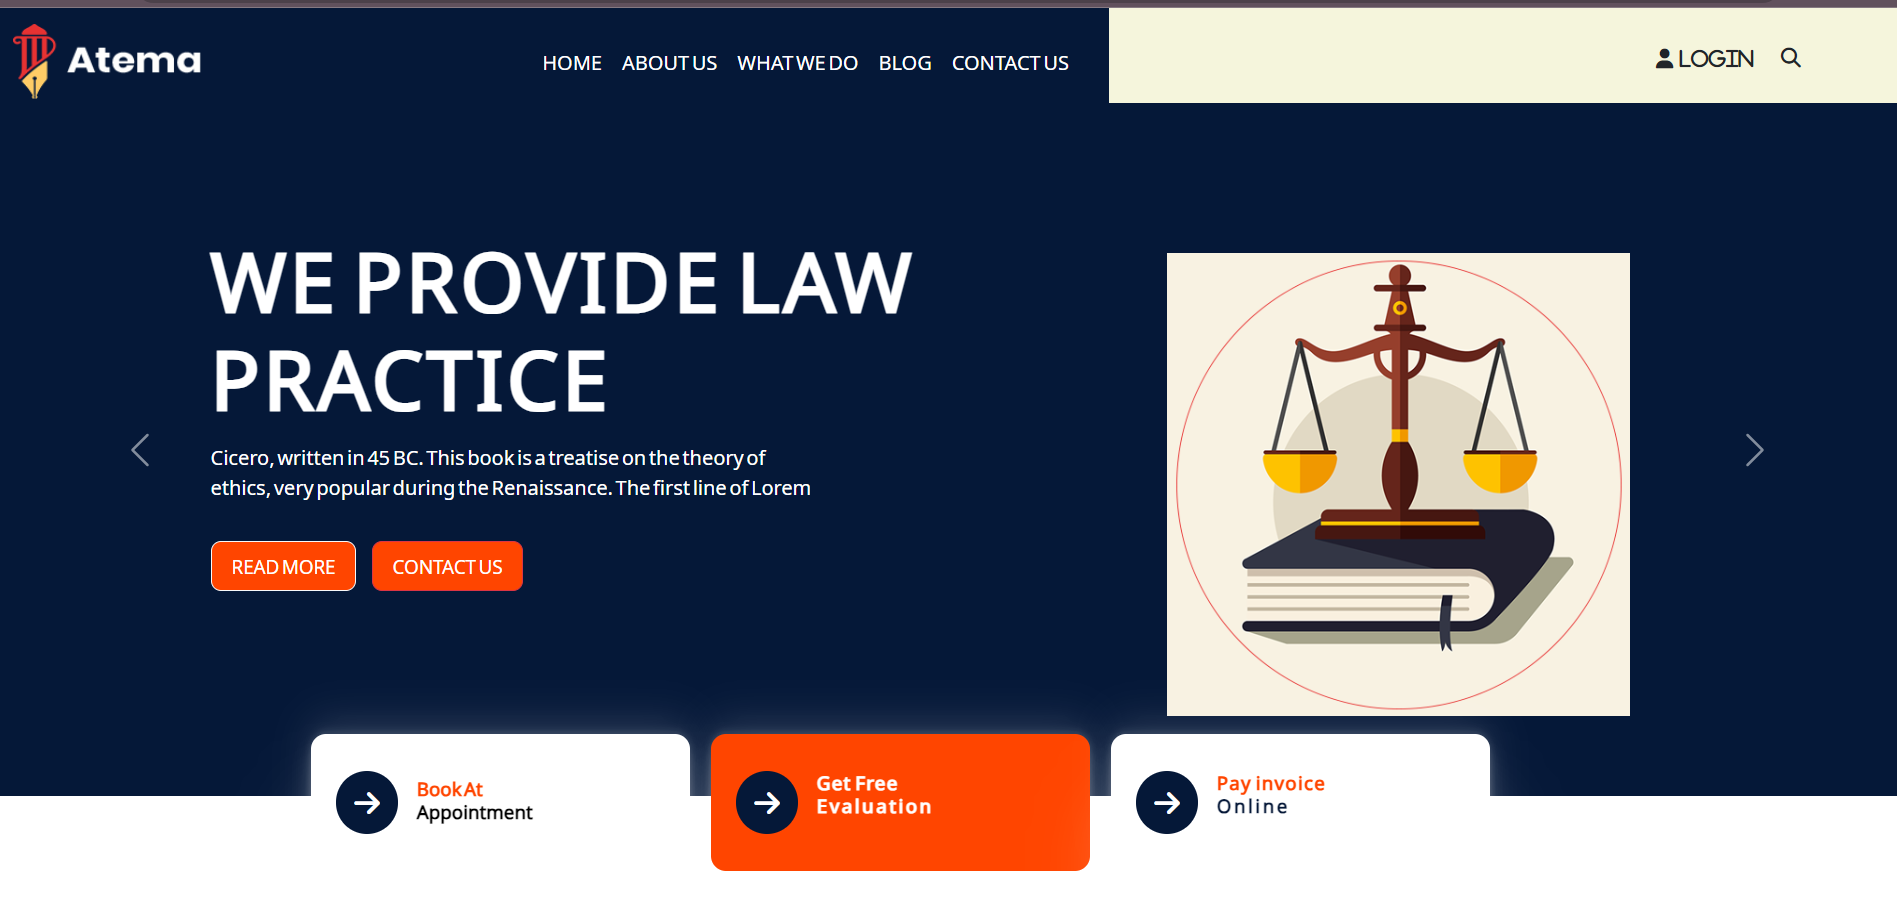 Atema
HOME ABOUT US WHAT WE DO BLOG CONTACT US
LOGIN
WE PROVIDE LAW
PRACTICE
Cicero, written in 45 BC. This book is a treatise on the theory of
ethics, very popular during the Renaissance. The first line of Lorem
READ MORE CONTACT US
Book At
Appointment
Get Free
Evaluation
Pay invoice
Online